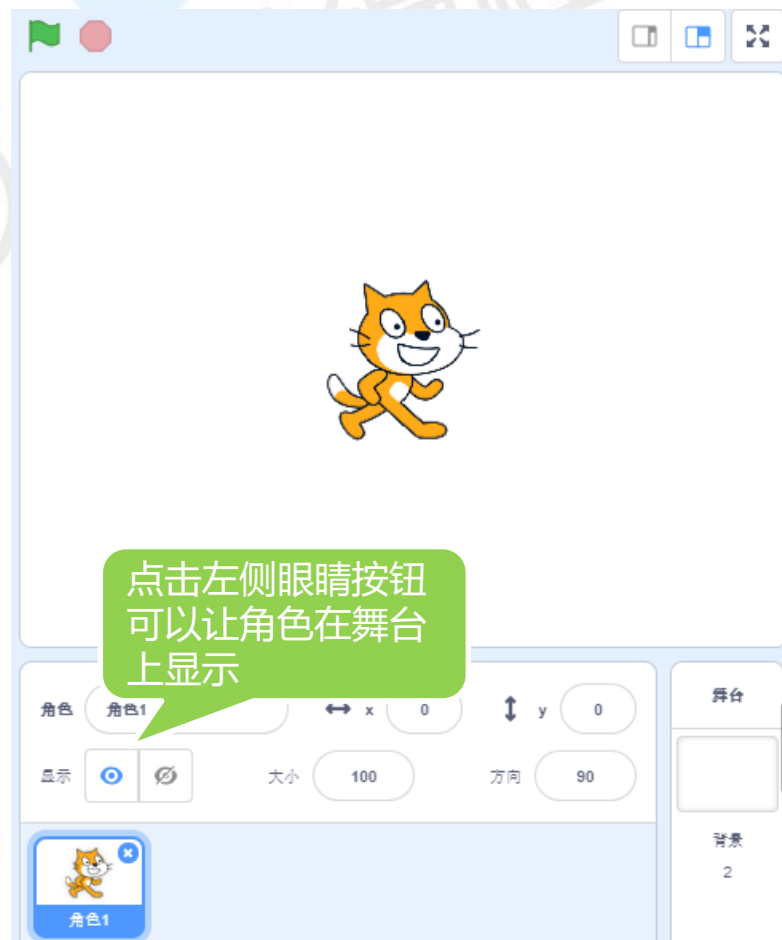 点击左侧眼睛按钮
可以让角色在舞台
上显示
角色 角色1 x 0 y 0
显示 大小 100 方向 90
角色1
舞台
背景
2